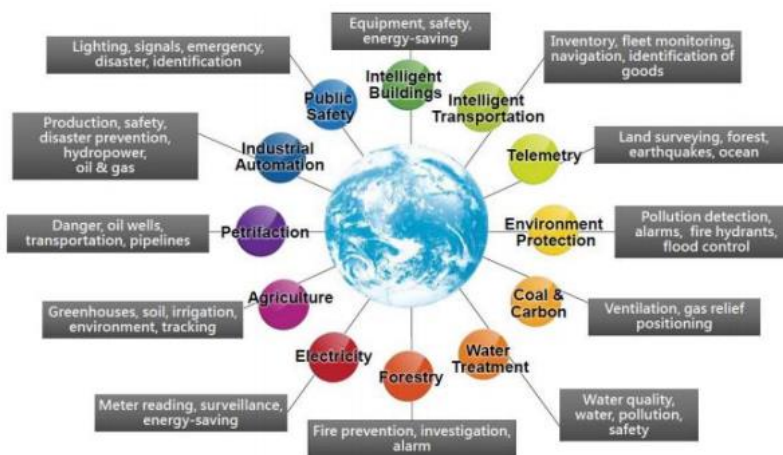 Equipment, safety,
energy-saving
Intelligent
Buildings
Inventory, fleet monitoring,
navigation, identification of
goods
Intelligent
Transportation
Land surveying, forest,
earthquakes, ocean
Telemetry
Pollution detection,
alarms, fire hydrants,
flood control
Environment
Protection
Ventilation, gas relief
positioning
Coal &
Carbon
Water quality,
water, pollution,
safety
Water
Treatment
Fire prevention, investigation,
alarm
Forestry
Meter reading, surveillance,
energy-saving
Electricity
Greenhouses, soil, irrigation,
environment, tracking
Agriculture
Danger, oil wells,
transportation, pipelines
Petrifaction
Production, safety,
disaster prevention,
hydropower,
oil & gas
Industrial
Automation
Lighting, signals, emergency,
disaster, identification
Public
Safety